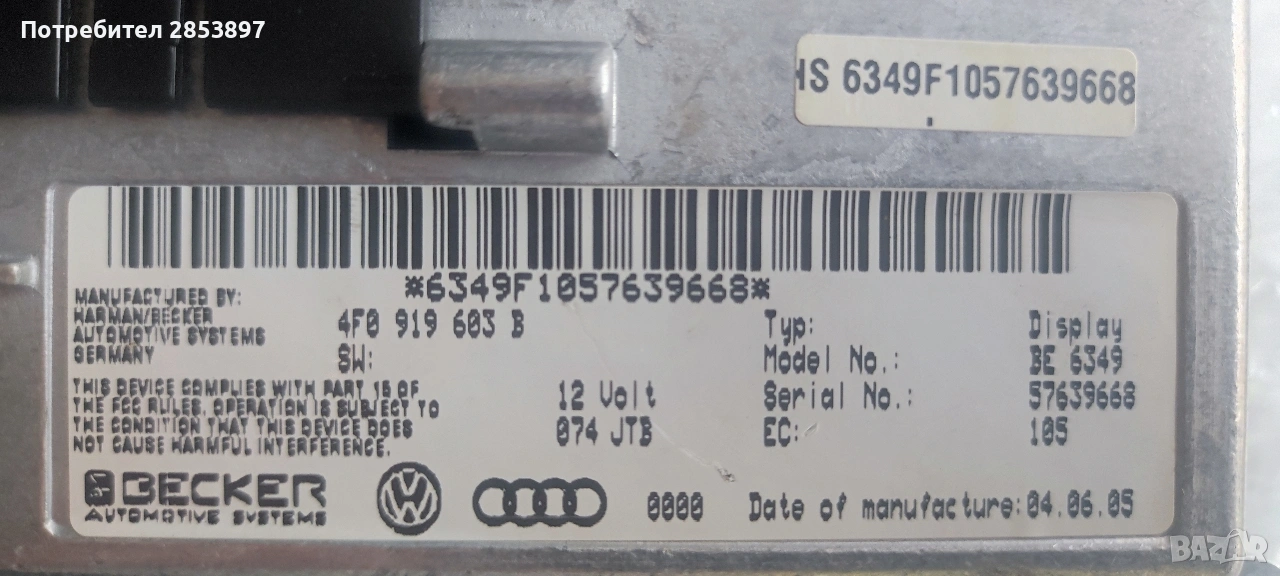 Потребител 2853897
HS 6349F1057639668
*6349F1057639668*
MANUFACTURED BY:
HARMAN/BECKER
AUTOMOTIVE SYSTEMS
GERMANY
4F0 919 603 B
SW:
Typ: Display
Model No.: BE 6349
THIS DEVICE COMPLIES WITH PART 15 OF
THE FCC RULES. OPERATION IS SUBJECT TO
THE CONDITION THAT THIS DEVICE DOES
NOT CAUSE HARMFUL INTERFERENCE.
12 Volt
074 JTB
Serial No.: 57639668
EC: 105
BECKER
AUTOMOTIVE SYSTEMS
0000
Date of manufacture:04.06.05
BAZAR